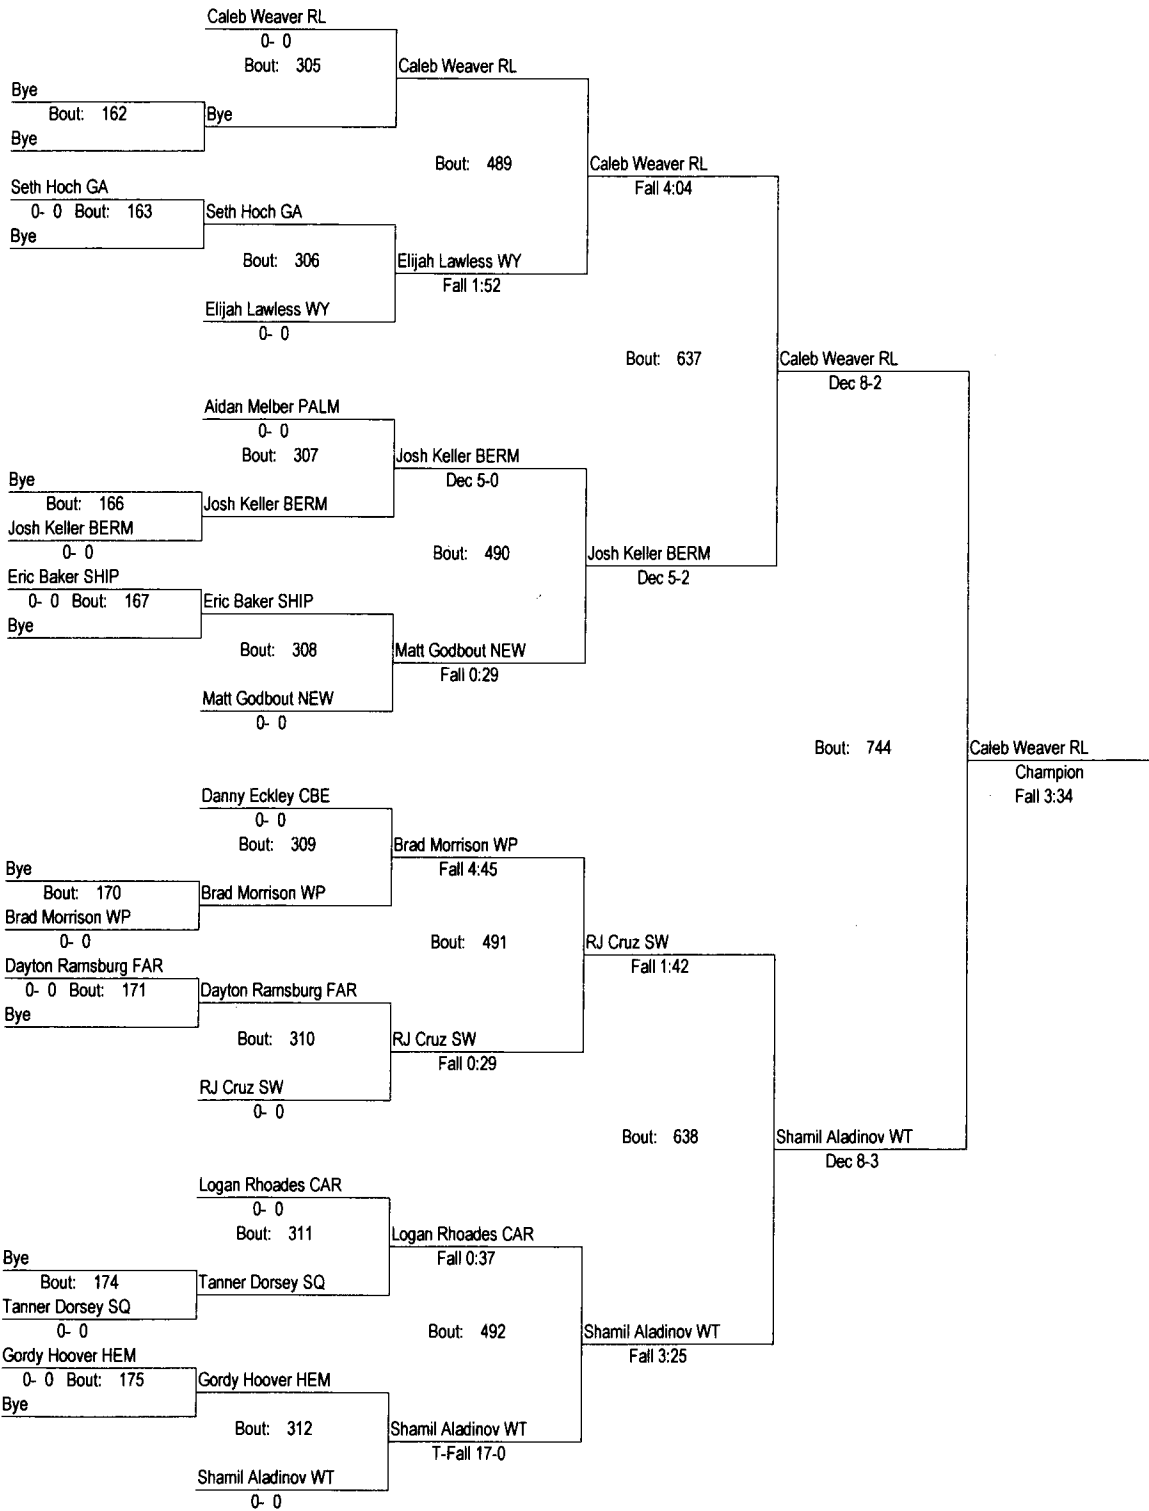 Caleb Weaver RL
0- 0
Bout: 305
Caleb Weaver RL
Bye
Bout: 162
Bye
Bye
Bout: 489
Caleb Weaver RL
Fall 4:04
Seth Hoch GA
0- 0 Bout: 163
Seth Hoch GA
Bye
Bout: 306
Elijah Lawless WY
Fall 1:52
Elijah Lawless WY
0- 0
Bout: 637
Caleb Weaver RL
Dec 8-2
Aidan Melber PALM
0- 0
Bout: 307
Josh Keller BERM
Dec 5-0
Bye
Bout: 166
Josh Keller BERM
Josh Keller BERM
0- 0
Bout: 490
Josh Keller BERM
Dec 5-2
Eric Baker SHIP
0- 0 Bout: 167
Eric Baker SHIP
Bye
Bout: 308
Matt Godbout NEW
Fall 0:29
Matt Godbout NEW
0- 0
Bout: 744
Caleb Weaver RL
Champion
Fall 3:34
Danny Eckley CBE
0- 0
Bout: 309
Brad Morrison WP
Fall 4:45
Bye
Bout: 170
Brad Morrison WP
Brad Morrison WP
0- 0
Bout: 491
RJ Cruz SW
Fall 1:42
Dayton Ramsburg FAR
0- 0 Bout: 171
Dayton Ramsburg FAR
Bye
Bout: 310
RJ Cruz SW
Fall 0:29
RJ Cruz SW
0- 0
Bout: 638
Shamil Aladinov WT
Dec 8-3
Logan Rhoades CAR
0- 0
Bout: 311
Logan Rhoades CAR
Fall 0:37
Bye
Bout: 174
Tanner Dorsey SQ
Tanner Dorsey SQ
0- 0
Bout: 492
Shamil Aladinov WT
Fall 3:25
Gordy Hoover HEM
0- 0 Bout: 175
Gordy Hoover HEM
Bye
Bout: 312
Shamil Aladinov WT
T-Fall 17-0
Shamil Aladinov WT
0- 0